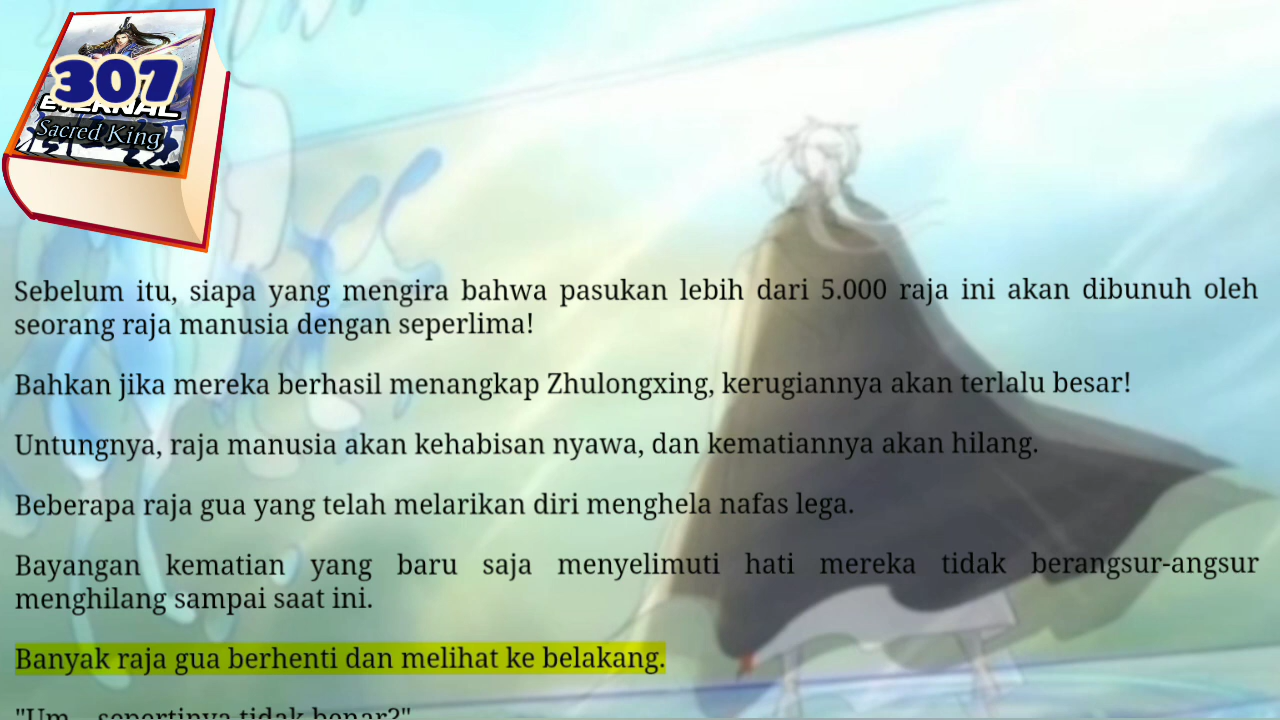 307
ETERNAL
Sacred King
Sebelum itu, siapa yang mengira bahwa pasukan lebih dari 5.000 raja ini akan dibunuh oleh
seorang raja manusia dengan seperlima!
Bahkan jika mereka berhasil menangkap Zhulongxing, kerugiannya akan terlalu besar!
Untungnya, raja manusia akan kehabisan nyawa, dan kematiannya akan hilang.
Beberapa raja gua yang telah melarikan diri menghela nafas lega.
Bayangan kematian yang baru saja menyelimuti hati mereka tidak berangsur-angsur
menghilang sampai saat ini.
Banyak raja gua berhenti dan melihat ke belakang.
"Um... sepertinya tidak benar?"